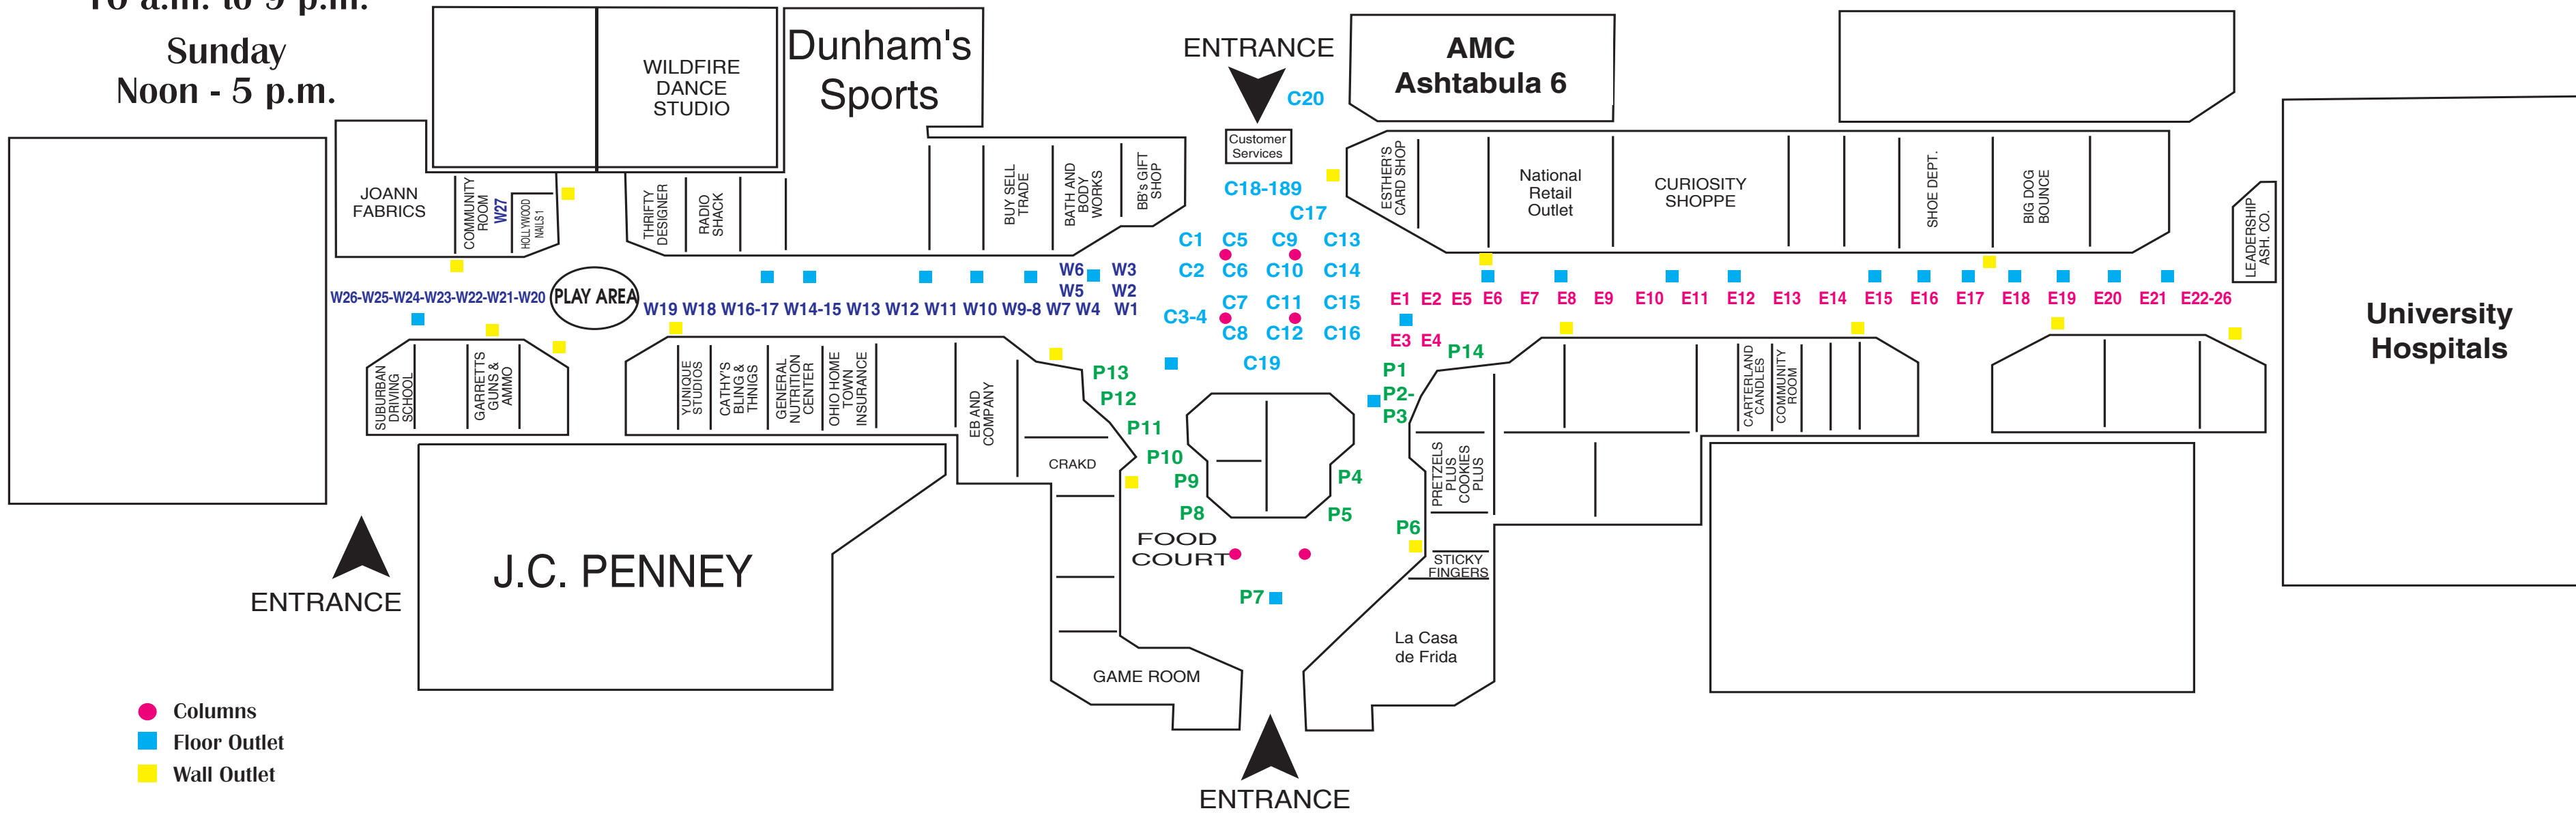 10 a.m. to 9 p.m.
Sunday
Noon - 5 p.m.
WILDFIRE
DANCE
STUDIO
Dunham's
Sports
ENTRANCE
C20
Customer
Services
AMC
Ashtabula 6
JOANN
FABRICS
COMMUNITY
ROOM
W27
HOLLYWOOD
NAILS 1
THRIFTY
DESIGNER
RADIO
SHACK
BUY SELL
TRADE
BATH AND
BODY
WORKS
BB's GIFT
SHOP
C18-189
C17
ESTHER'S
CARD SHOP
National
Retail
Outlet
CURIOSITY
SHOPPE
SHOE DEPT.
BIG DOG
BOUNCE
LEADERSHIP
ASH. CO.
University
Hospitals
C1 C5 C9 C13
C2 C6 C10 C14
C7 C11 C15
C3-4
C8 C12 C16
C19
W26-W25-W24-W23-W22-W21-W20
PLAY AREA
W6 W3
W5 W2
W19 W18 W16-17 W14-15 W13 W12 W11 W10 W9-8 W7 W4 W1
E1 E2 E5 E6 E7 E8 E9 E10 E11 E12 E13 E14 E15 E16 E17 E18 E19 E20 E21 E22-26
E3 E4
P14
SUBURBAN
DRIVING
SCHOOL
GARRETTS
GUNS &
AMMO
YUNIQUE
STUDIOS
CATHY'S
BLING &
THNIGS
GENERAL
NUTRITION
CENTER
OHIO HOME
TOWN
INSURANCE
EB AND
COMPANY
CRAKD
P13
P12
P11
P10
P9
P8
P1
P2-
P3
P4
P5
P6
PRETZELS
PLUS
COOKIES
PLUS
CARTERLAND
CANDLES
COMMUNITY
ROOM
FOOD
COURT
P7
STICKY
FINGERS
La Casa
de Frida
GAME ROOM
J.C. PENNEY
ENTRANCE
ENTRANCE
Columns
Floor Outlet
Wall Outlet